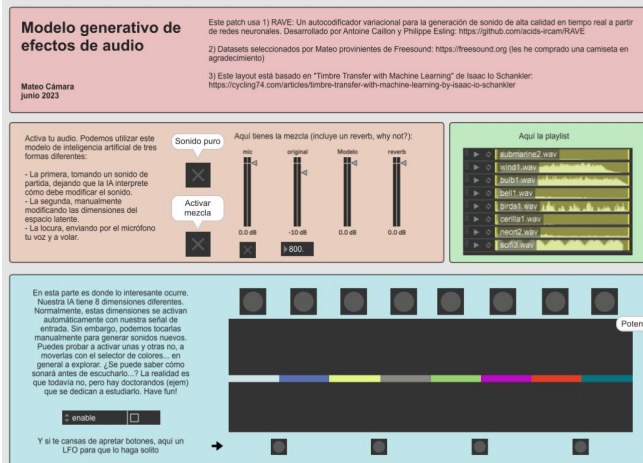 Modelo generativo de
efectos de audio
Mateo Cámara
junio 2023
Este patch usa 1) RAVE: Un autocodificador variacional para la generación de sonido de alta calidad en tiempo real a partir
de redes neuronales. Desarrollado por Antoine Caillon y Philippe Esling: https://github.com/acids-ircam/RAVE
2) Datasets seleccionados por Mateo provinientes de Freesound: https://freesound.org (les he comprado una camiseta en
agradecimiento)
3) Este layout está basado en "Timbre Transfer with Machine Learning" de Isaac Io Schankler:
https://cycling74.com/articles/timbre-transfer-with-machine-learning-by-isaac-io-schankler
Activa tu audio. Podemos utilizar este
modelo de inteligencia artificial de tres
formas diferentes:
- La primera, tomando un sonido de
partida, dejando que la IA interprete
cómo debe modificar el sonido.
- La segunda, manualmente
modificando las dimensiones del
espacio latente.
- La locura, enviando por el micrófono
tu voz y a volar.
Sonido puro
Activar
mezcla
Aquí tienes la mezcla (incluye un reverb, why not?):
mic original Modelo reverb
0.0 dB -10 dB 0.0 dB 0.0 dB
800.
Aquí la playlist
submarine2.wav
wind1.wav
bulb1.wav
bell1.wav
birds1.wav
cerilla1.wav
neon2.wav
scifi3.wav
En esta parte es donde lo interesante ocurre.
Nuestra IA tiene 8 dimensiones diferentes.
Normalmente, estas dimensiones se activan
automáticamente con nuestra señal de
entrada. Sin embargo, podemos tocarlas
manualmente para generar sonidos nuevos.
Puedes probar a activar unas y otras no, a
moverlas con el selector de colores... en
general a explorar. ¿Se puede saber cómo
sonará antes de escucharlo...? La realidad es
que todavía no, pero hay doctorandos (ejem)
que se dedican a estudiarlo. Have fun!
enable
Y si te cansas de apretar botones, aquí un
LFO para que lo haga solito
Poten